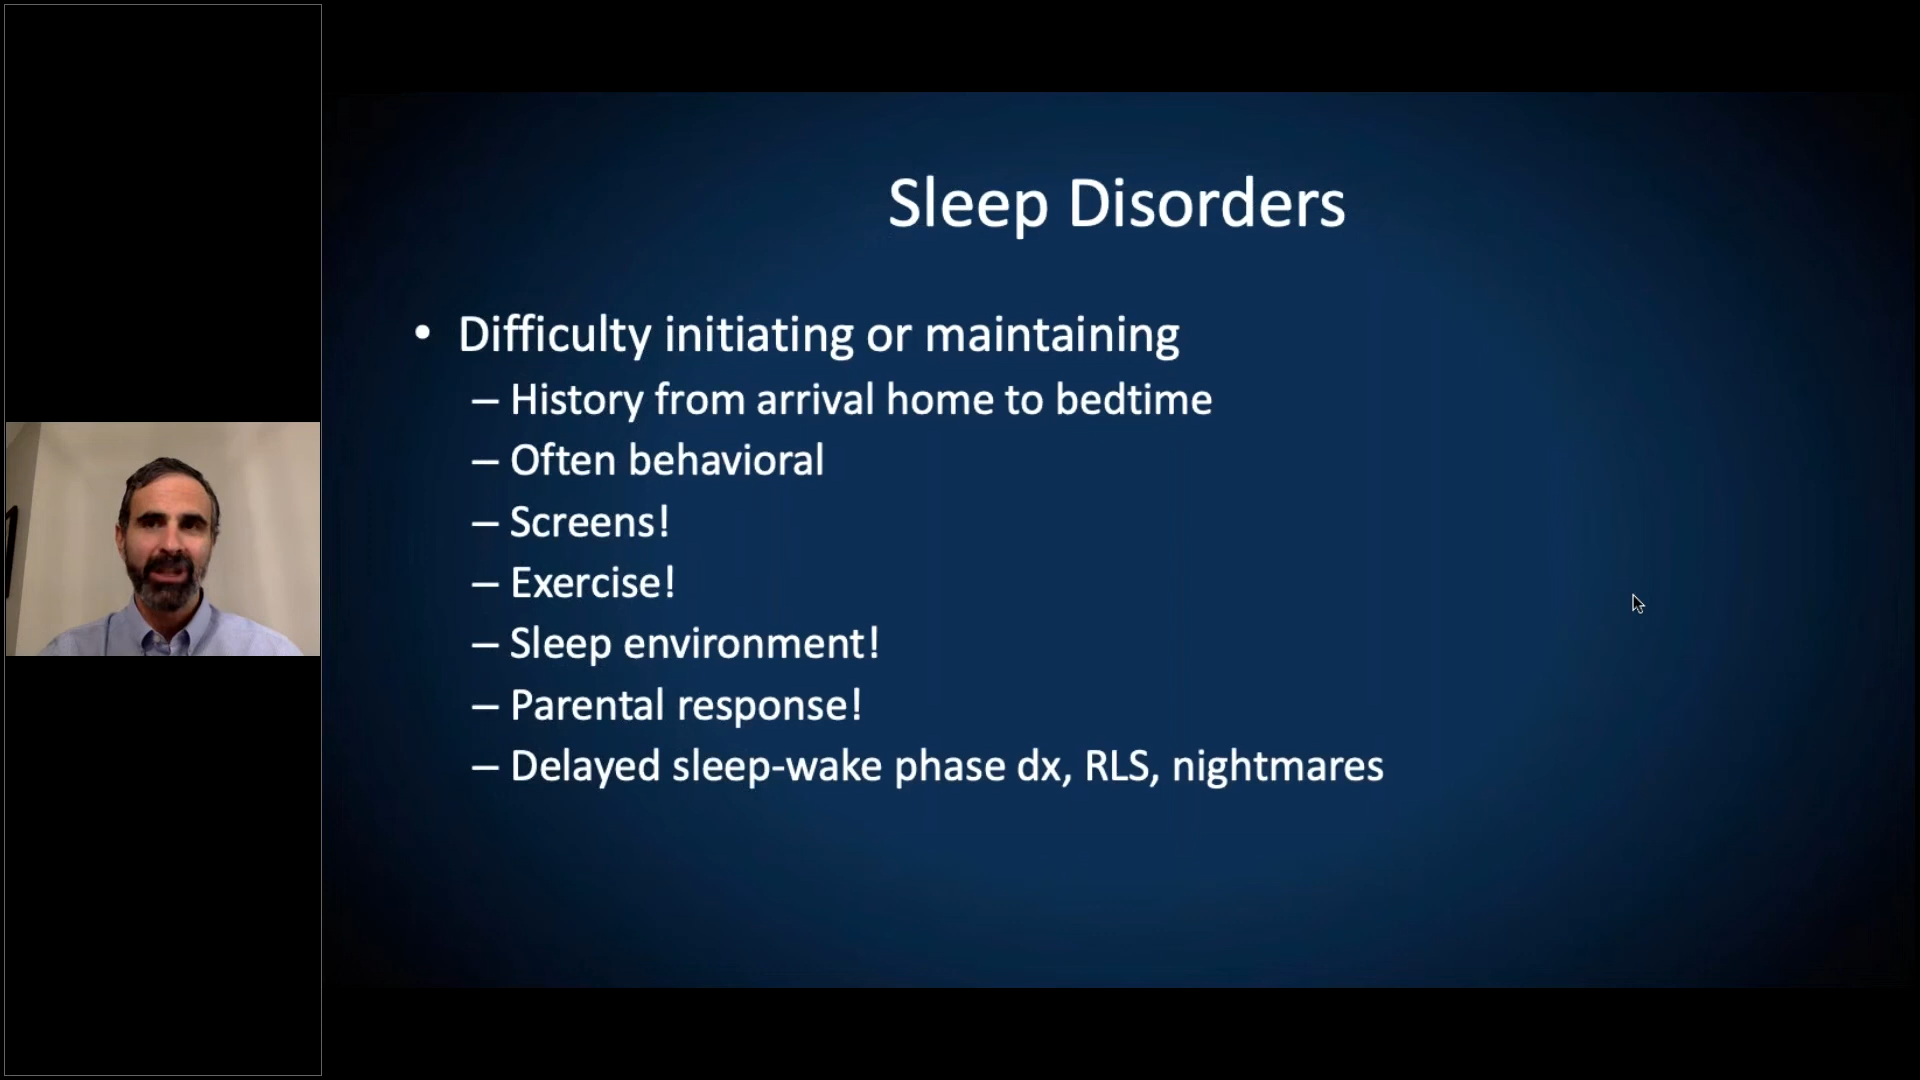 Sleep Disorders
• Difficulty initiating or maintaining
– History from arrival home to bedtime
– Often behavioral
– Screens!
– Exercise!
– Sleep environment!
– Parental response!
– Delayed sleep-wake phase dx, RLS, nightmares